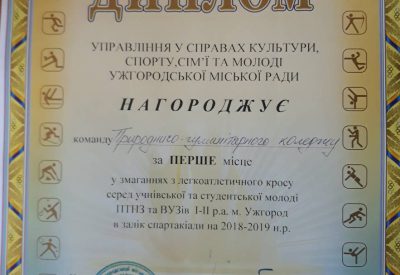 ДИПЛОМ
УПРАВЛІННЯ У СПРАВАХ КУЛЬТУРИ,
СПОРТУ,СІМ'Ї ТА МОЛОДІ
УЖГОРОДСЬКОЇ МІСЬКОЇ РАДИ
НАГОРОДЖУЄ
команду Природничо-гуманітарного коледжу
за ПЕРШЕ місце
у змаганнях з легкоатлетичного кросу
серед учнівської та студентської молоді
ПТНЗ та ВУЗів І-ІІ р.а. м. Ужгород
в залік спартакіади на 2018-2019 н.р.